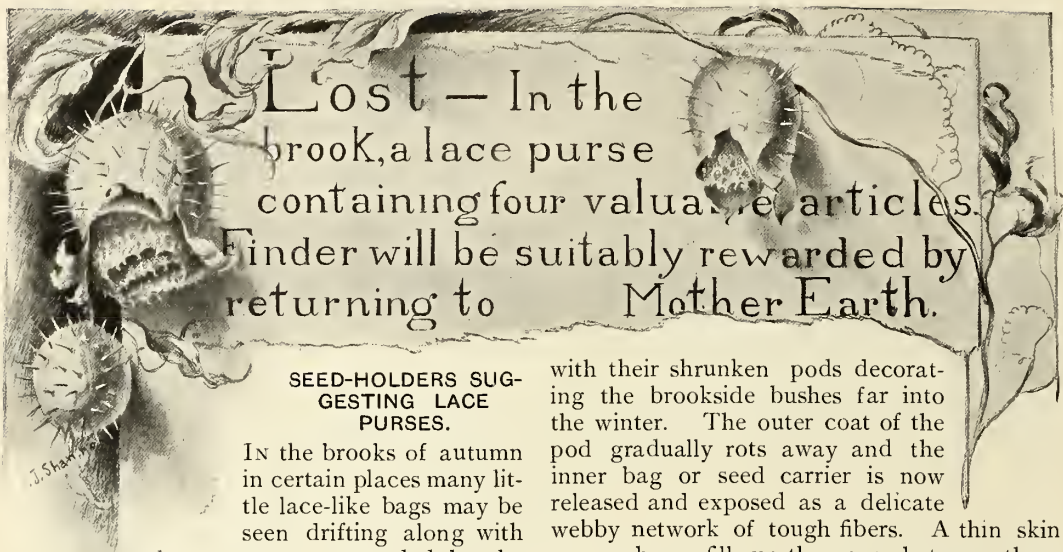 Lost — In the
brook, a lace purse
containing four valuable articles.
Finder will be suitably rewarded by
returning to Mother Earth.
SEED-HOLDERS SUG-
GESTING LACE
PURSES.
IN the brooks of autumn
in certain places many lit-
tle lace-like bags may be
seen drifting along with
with their shrunken pods decorat-
ing the brookside bushes far into
the winter. The outer coat of the
pod gradually rots away and the
inner bag or seed carrier is now
released and exposed as a delicate
webby network of tough fibers. A thin skin